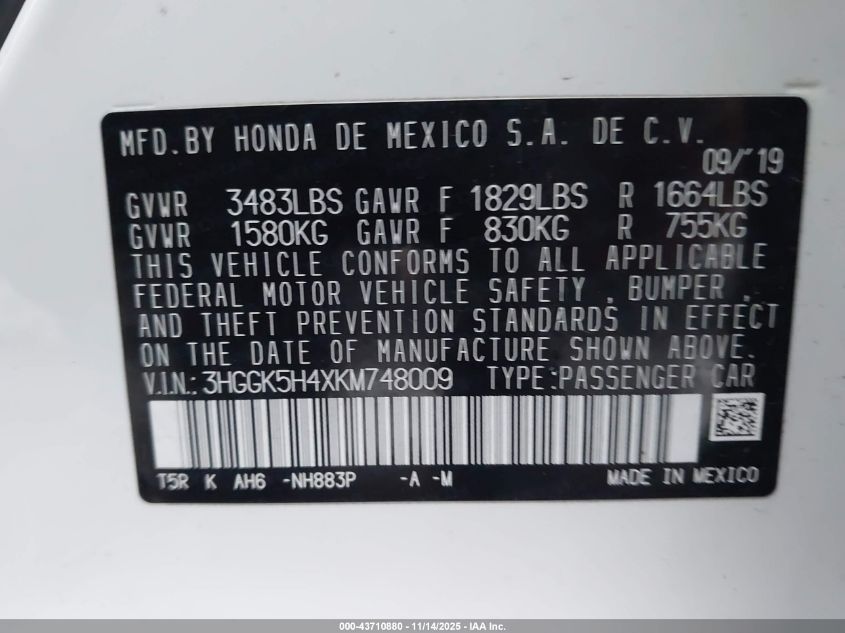 MFD.BY HONDA DE MEXICO S.A. DE C.V.
09/19
GVWR 3483LBS GAWR F 1829LBS R 1664LBS
GVWR 1580KG GAWR F 830KG R 755KG
THIS VEHICLE CONFORMS TO ALL APPLICABLE
FEDERAL MOTOR VEHICLE SAFETY , BUMPER ,
AND THEFT PREVENTION STANDARDS IN EFFECT
ON THE DATE OF MANUFACTURE SHOWN ABOVE.
V.I.N.: 3HGGK5H4XKM748009 TYPE:PASSENGER CAR
T5R K AH6 -NH883P -A -M MADE IN MEXICO
000-43710880 - 11/14/2025 - IAA Inc.